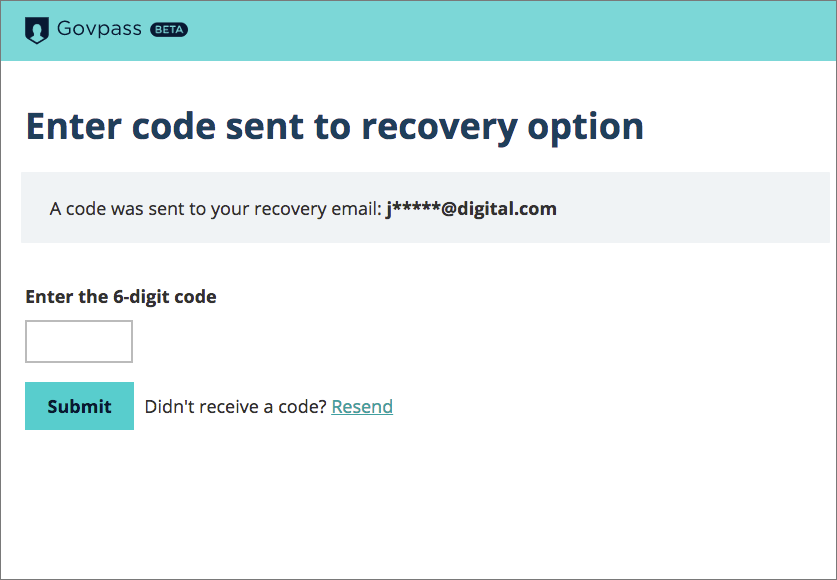 Govpass BETA
Enter code sent to recovery option
A code was sent to your recovery email: j*****@digital.com
Enter the 6-digit code
Submit Didn't receive a code? Resend